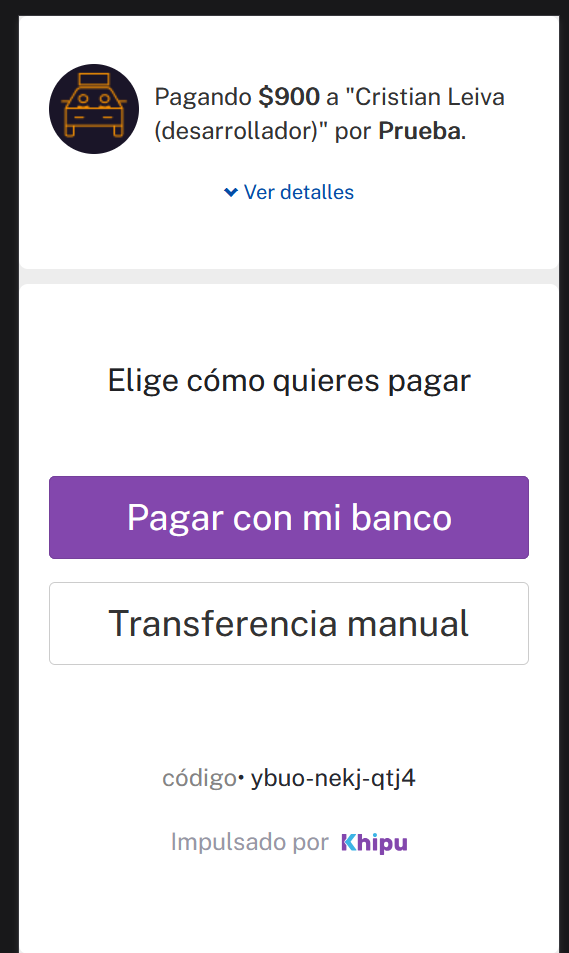 Pagando $900 a "Cristian Leiva
(desarrollador)" por Prueba.
Ver detalles
Elige cómo quieres pagar
Pagar con mi banco
Transferencia manual
código• ybuo-nekj-qtj4
Impulsado por Khipu